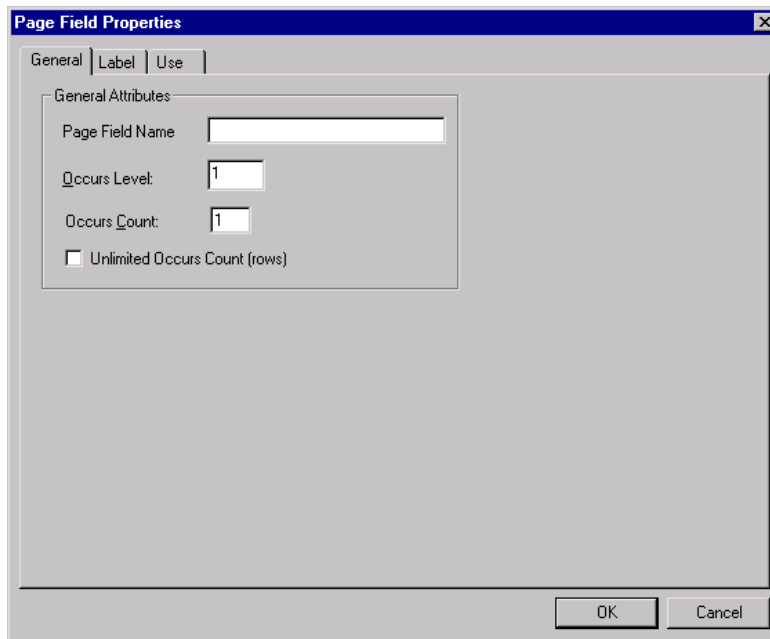 Page Field Properties
General Label Use
General Attributes
Page Field Name
Occurs Level: 1
Occurs Count: 1
Unlimited Occurs Count (rows)
OK Cancel